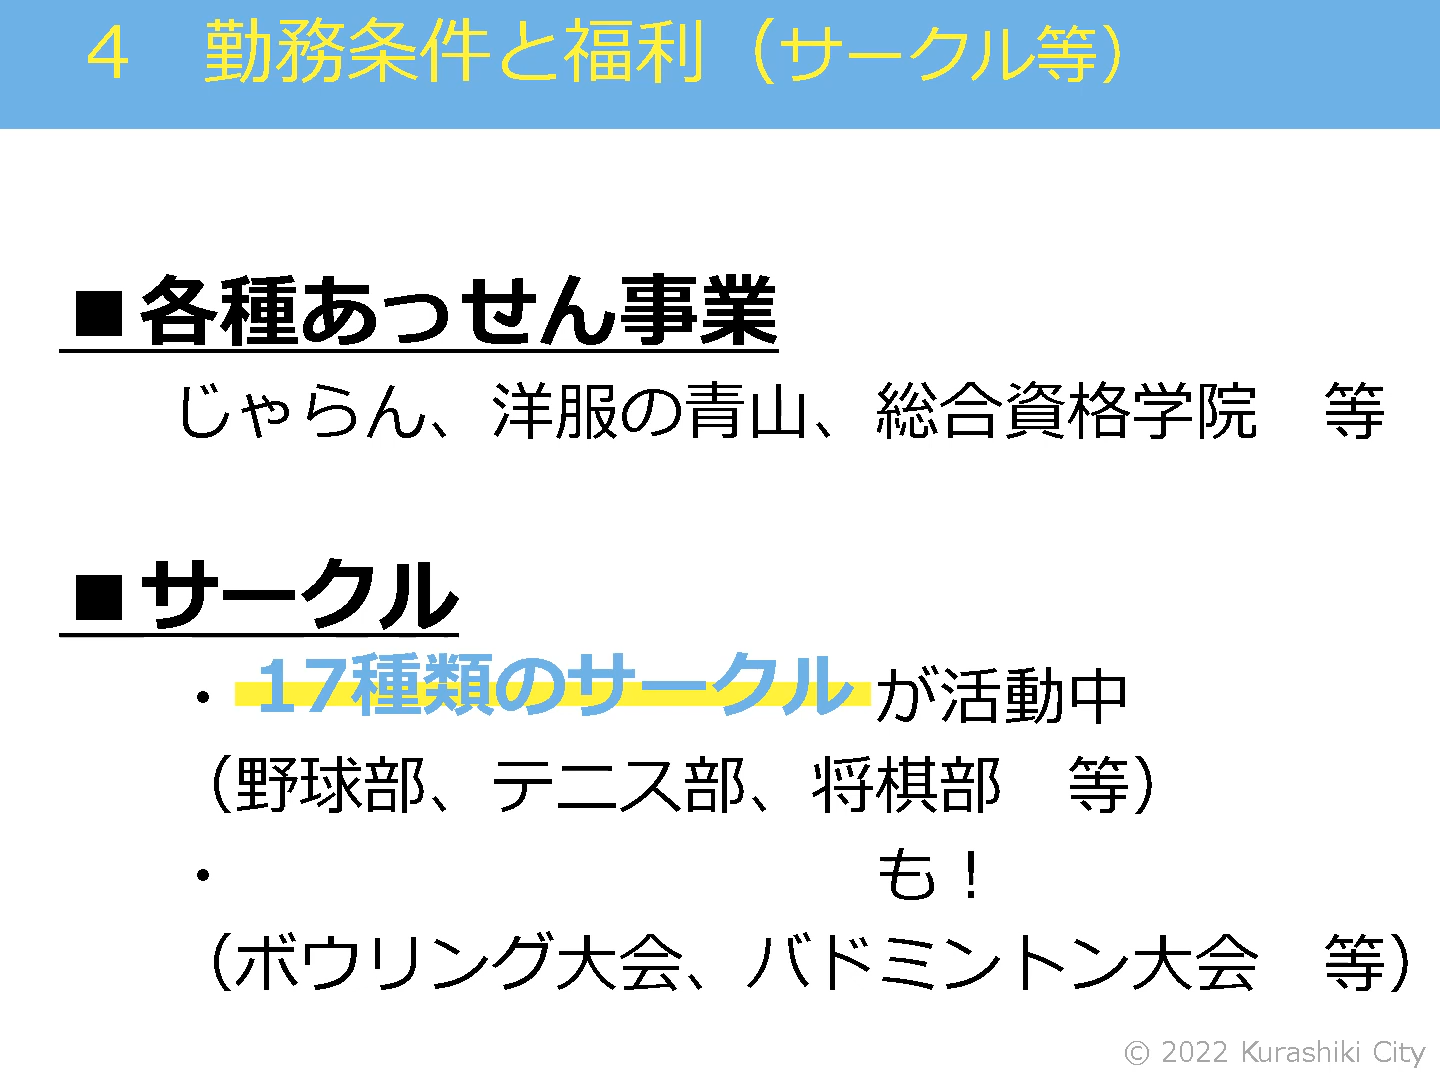 ４　勤務条件と福利（サークル等）
■各種あっせん事業
じゃらん、洋服の青山、総合資格学院　等
■サークル
・17種類のサークルが活動中
（野球部、テニス部、将棋部　等）
・　　　　　　　　　　も！
（ボウリング大会、バドミントン大会　等）
© 2022 Kurashiki City